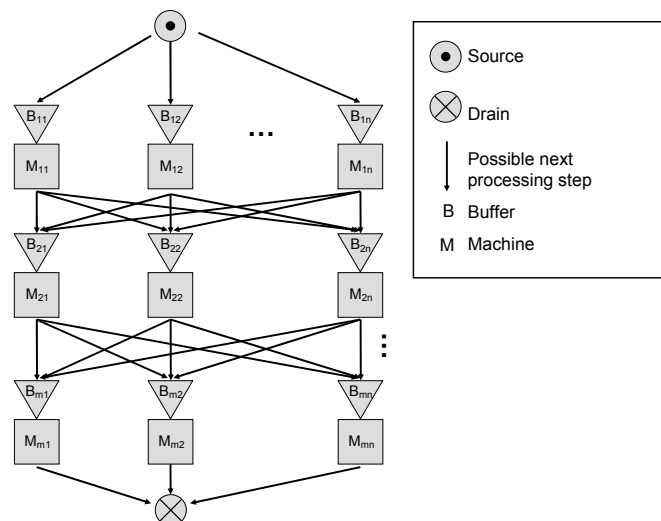 B11 B12 ... B1n
M11 M12 M1n
B21 B22 B2n
M21 M22 M2n
...
Bm1 Bm2 Bmn
Mm1 Mm2 Mmn
Source
Drain
Possible next
processing step
B Buffer
M Machine